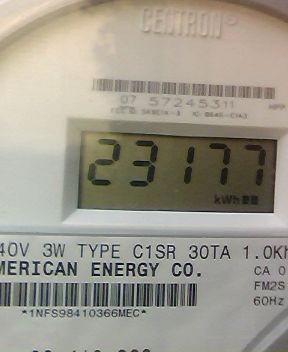 CENTRON
07 57245311
23177
kWh
40V 3W TYPE C1SR 30TA 1.0Kh
MERICAN ENERGY CO.
CA 0
FM2S
60Hz
*1NFS98410366MEC*